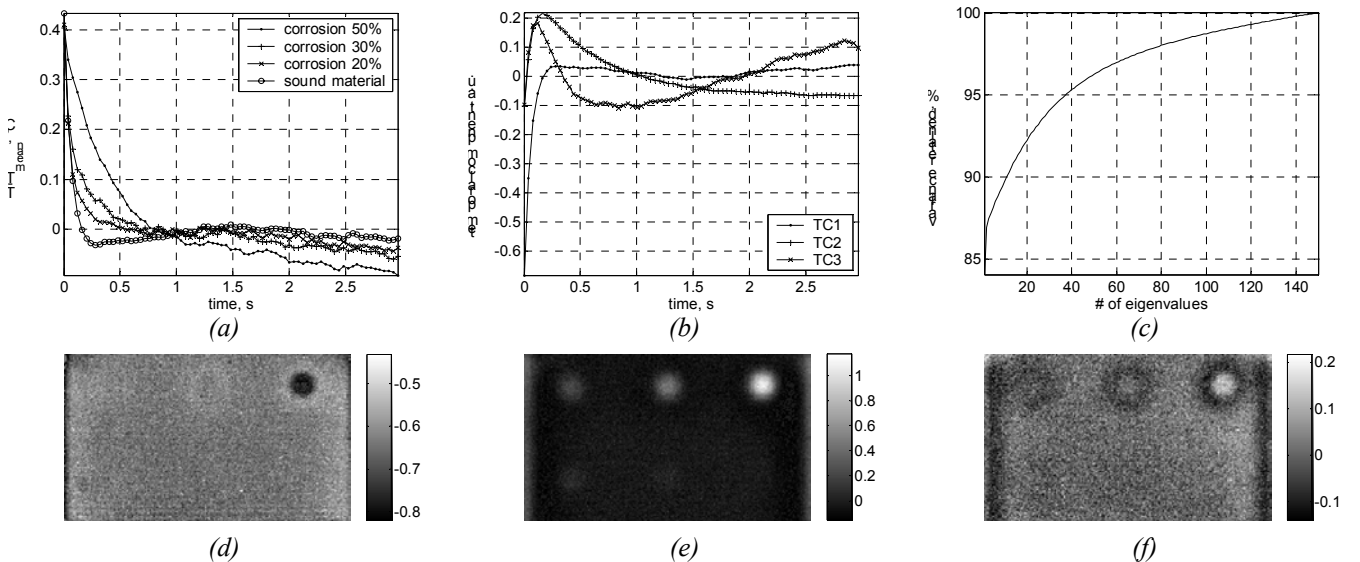 corrosion 50%
corrosion 30%
corrosion 20%
sound material
0.4
0.3
0.2
0.1
0
0 0.5 1 1.5 2 2.5
time, s
(a)
0.2
0.1
0
-0.1
-0.2
-0.3
-0.4
-0.5
-0.6
TC1
TC2
TC3
0 0.5 1 1.5 2 2.5
time, s
(b)
100
95
90
85
20 40 60 80 100 120 140
# of eigenvalues
(c)
-0.5
-0.6
-0.7
-0.8
(d)
1
0.8
0.6
0.4
0.2
0
(e)
0.2
0.1
0
-0.1
(f)